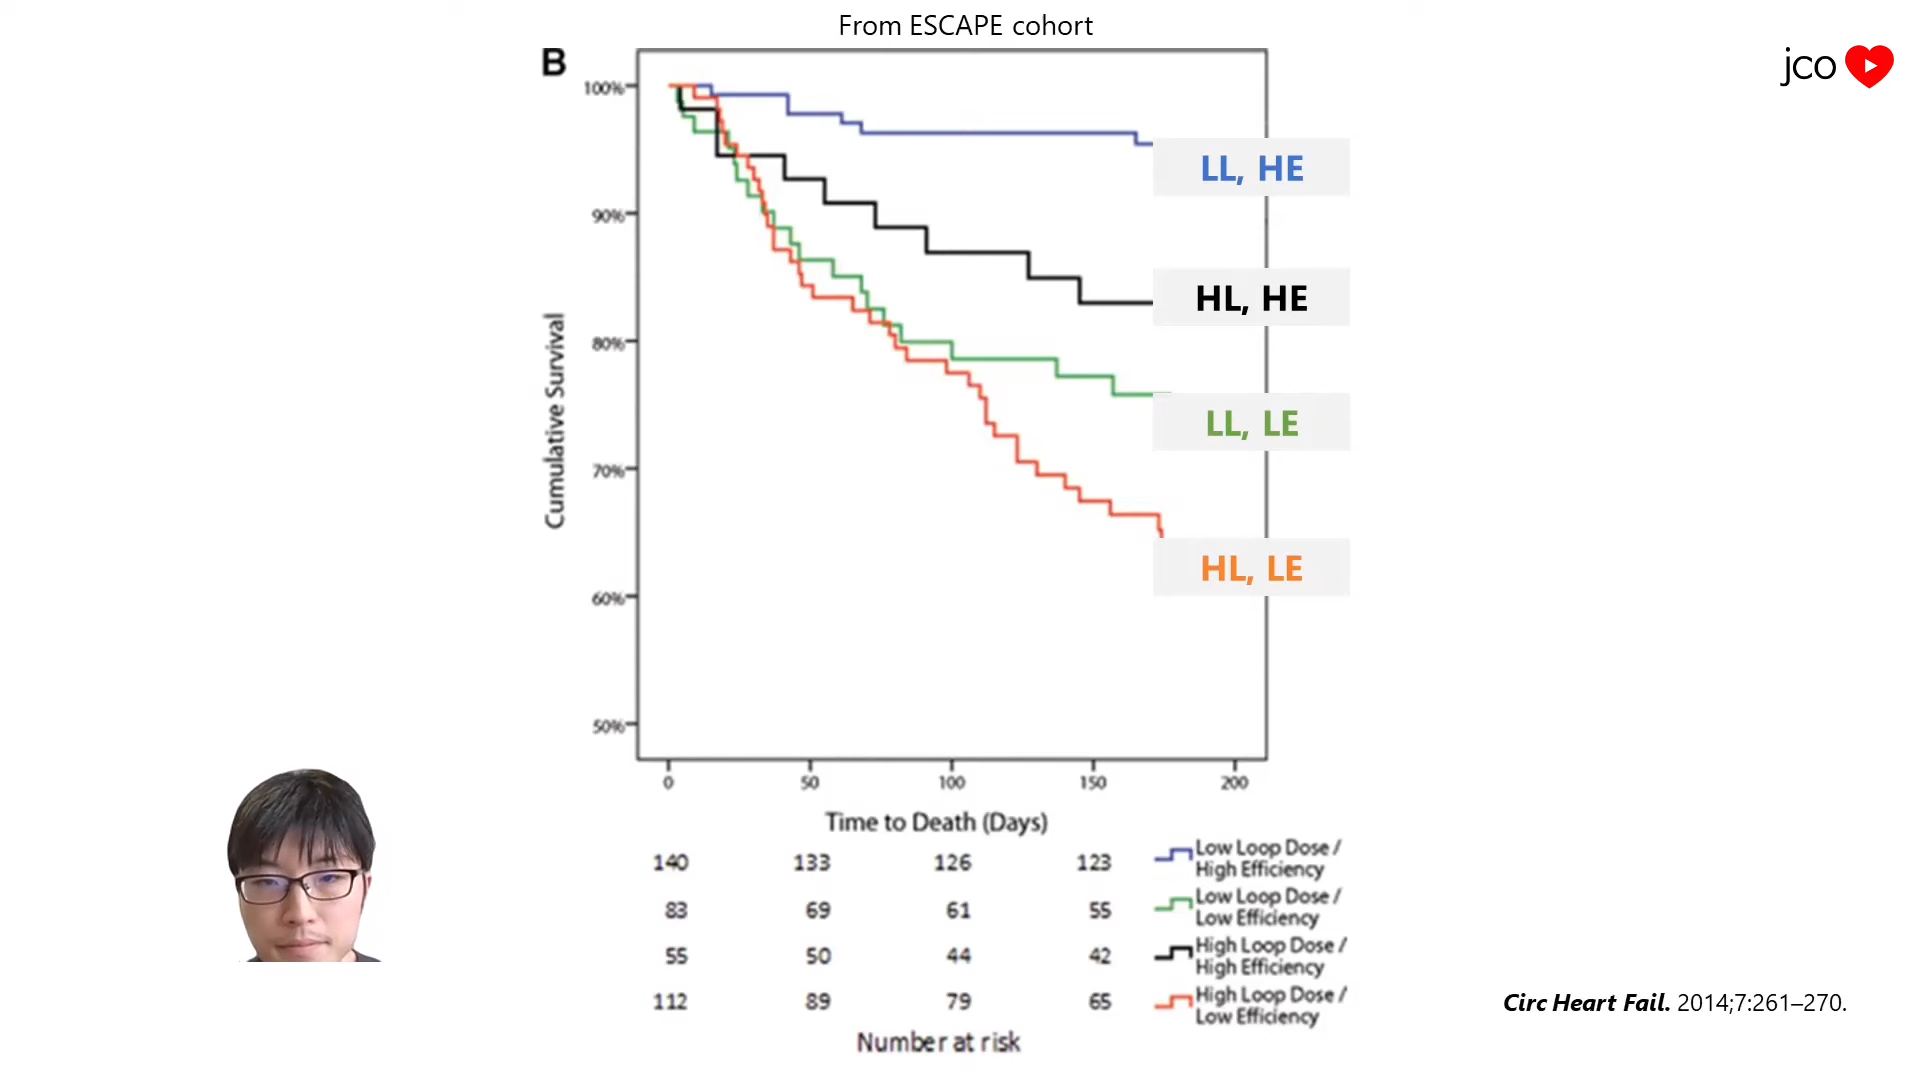 From ESCAPE cohort
jco
B
100%
90%
80%
70%
60%
50%
Cumulative Survival
LL, HE
HL, HE
LL, LE
HL, LE
0 50 100 150 200
Time to Death (Days)
140 133 126 123 Low Loop Dose /
High Efficiency
83 69 61 55 Low Loop Dose /
Low Efficiency
55 50 44 42 High Loop Dose /
High Efficiency
112 89 79 65 High Loop Dose /
Low Efficiency
Number at risk
Circ Heart Fail. 2014;7:261–270.